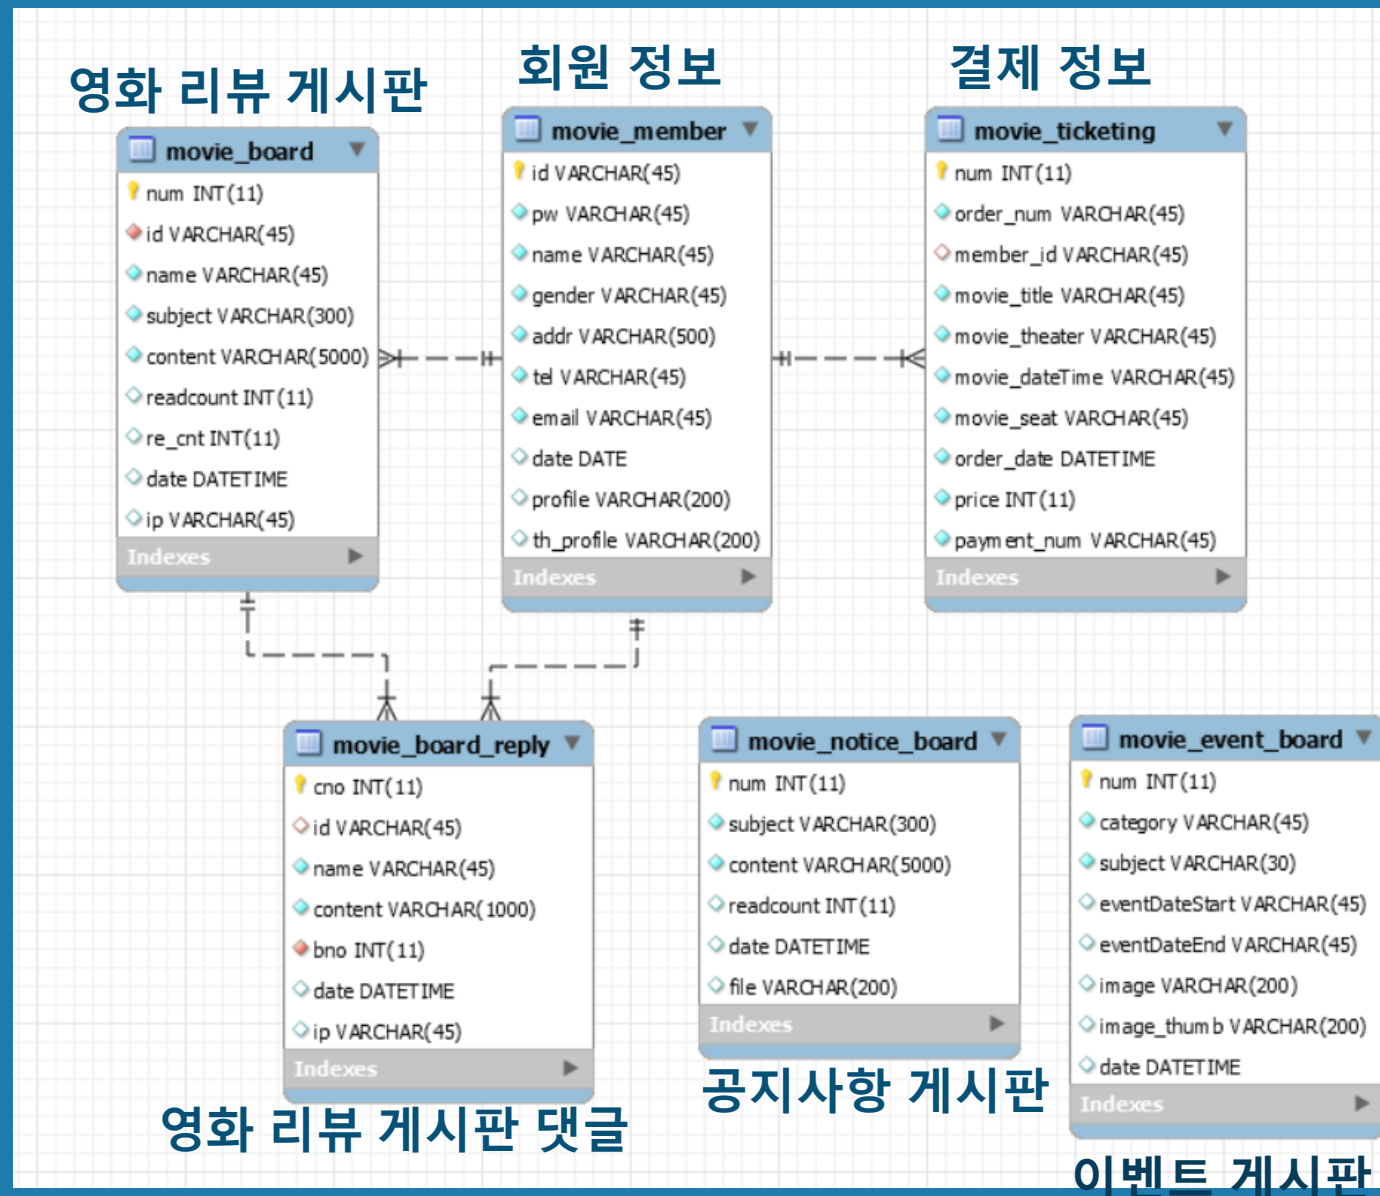 영화 리뷰 게시판
movie_board
num INT(11)
id VARCHAR(45)
name VARCHAR(45)
subject VARCHAR(300)
content VARCHAR(5000)
readcount INT(11)
re_cnt INT(11)
date DATETIME
ip VARCHAR(45)
Indexes
회원 정보
movie_member
id VARCHAR(45)
pw VARCHAR(45)
name VARCHAR(45)
gender VARCHAR(45)
addr VARCHAR(500)
tel VARCHAR(45)
email VARCHAR(45)
date DATE
profile VARCHAR(200)
th_profile VARCHAR(200)
Indexes
결제 정보
movie_ticketing
num INT(11)
order_num VARCHAR(45)
member_id VARCHAR(45)
movie_title VARCHAR(45)
movie_theater VARCHAR(45)
movie_dateTime VARCHAR(45)
movie_seat VARCHAR(45)
order_date DATETIME
price INT(11)
payment_num VARCHAR(45)
Indexes
movie_board_reply
cno INT(11)
id VARCHAR(45)
name VARCHAR(45)
content VARCHAR(1000)
bno INT(11)
date DATETIME
ip VARCHAR(45)
Indexes
영화 리뷰 게시판 댓글
movie_notice_board
num INT(11)
subject VARCHAR(300)
content VARCHAR(5000)
readcount INT(11)
date DATETIME
file VARCHAR(200)
Indexes
공지사항 게시판
movie_event_board
num INT(11)
category VARCHAR(45)
subject VARCHAR(30)
eventDateStart VARCHAR(45)
eventDateEnd VARCHAR(45)
image VARCHAR(200)
image_thumb VARCHAR(200)
date DATETIME
Indexes
이벤트 게시판